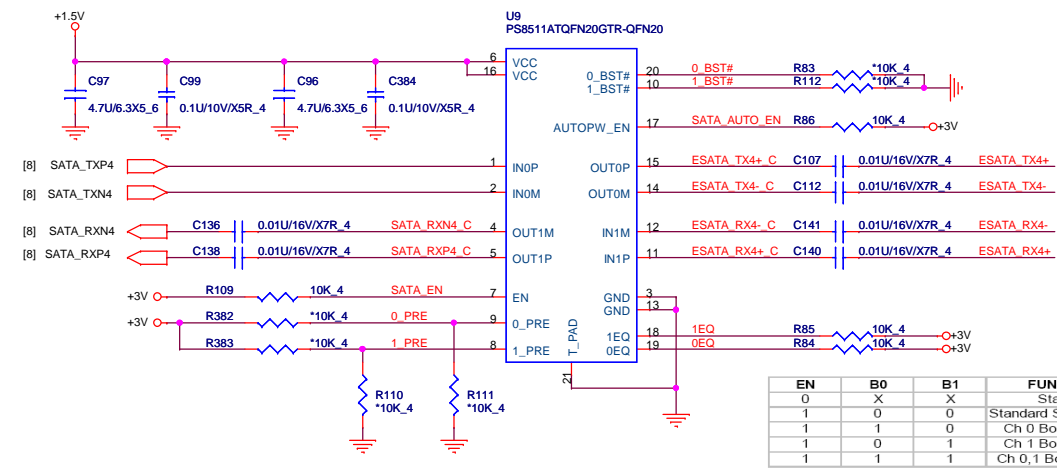 +1.5V
U9
PS8511ATQFN20GTR-QFN20
C97
4.7U/6.3X5_6
C99
0.1U/10V/X5R_4
C96
4.7U/6.3X5_6
C384
0.1U/10V/X5R_4
6 VCC
16 VCC
0_BST# 20 0_BST# R83 *10K_4
1_BST# 10 1_BST# R112 *10K_4
AUTOPW_EN 17 SATA_AUTO_EN R86 10K_4 +3V
[8] SATA_TXP4 1 IN0P OUT0P 15 ESATA_TX4+_C C107 0.01U/16V/X7R_4 ESATA_TX4+
[8] SATA_TXN4 2 IN0M OUT0M 14 ESATA_TX4-_C C112 0.01U/16V/X7R_4 ESATA_TX4-
[8] SATA_RXN4 C136 0.01U/16V/X7R_4 SATA_RXN4_C 4 OUT1M IN1M 12 ESATA_RX4-_C C141 0.01U/16V/X7R_4 ESATA_RX4-
[8] SATA_RXP4 C138 0.01U/16V/X7R_4 SATA_RXP4_C 5 OUT1P IN1P 11 ESATA_RX4+_C C140 0.01U/16V/X7R_4 ESATA_RX4+
+3V R109 10K_4 SATA_EN 7 EN GND 3
GND 13
+3V R382 *10K_4 0_PRE 9 0_PRE
1EQ 18 1EQ R85 10K_4 +3V
R383 *10K_4 1_PRE 8 1_PRE
0EQ 19 0EQ R84 10K_4 +3V
T_PAD
21
R110
*10K_4
R111
*10K_4
EN B0 B1 FUN
0 X X Sta
1 0 0 Standard S
1 1 0 Ch 0 Bo
1 0 1 Ch 1 Bo
1 1 1 Ch 0,1 Bo